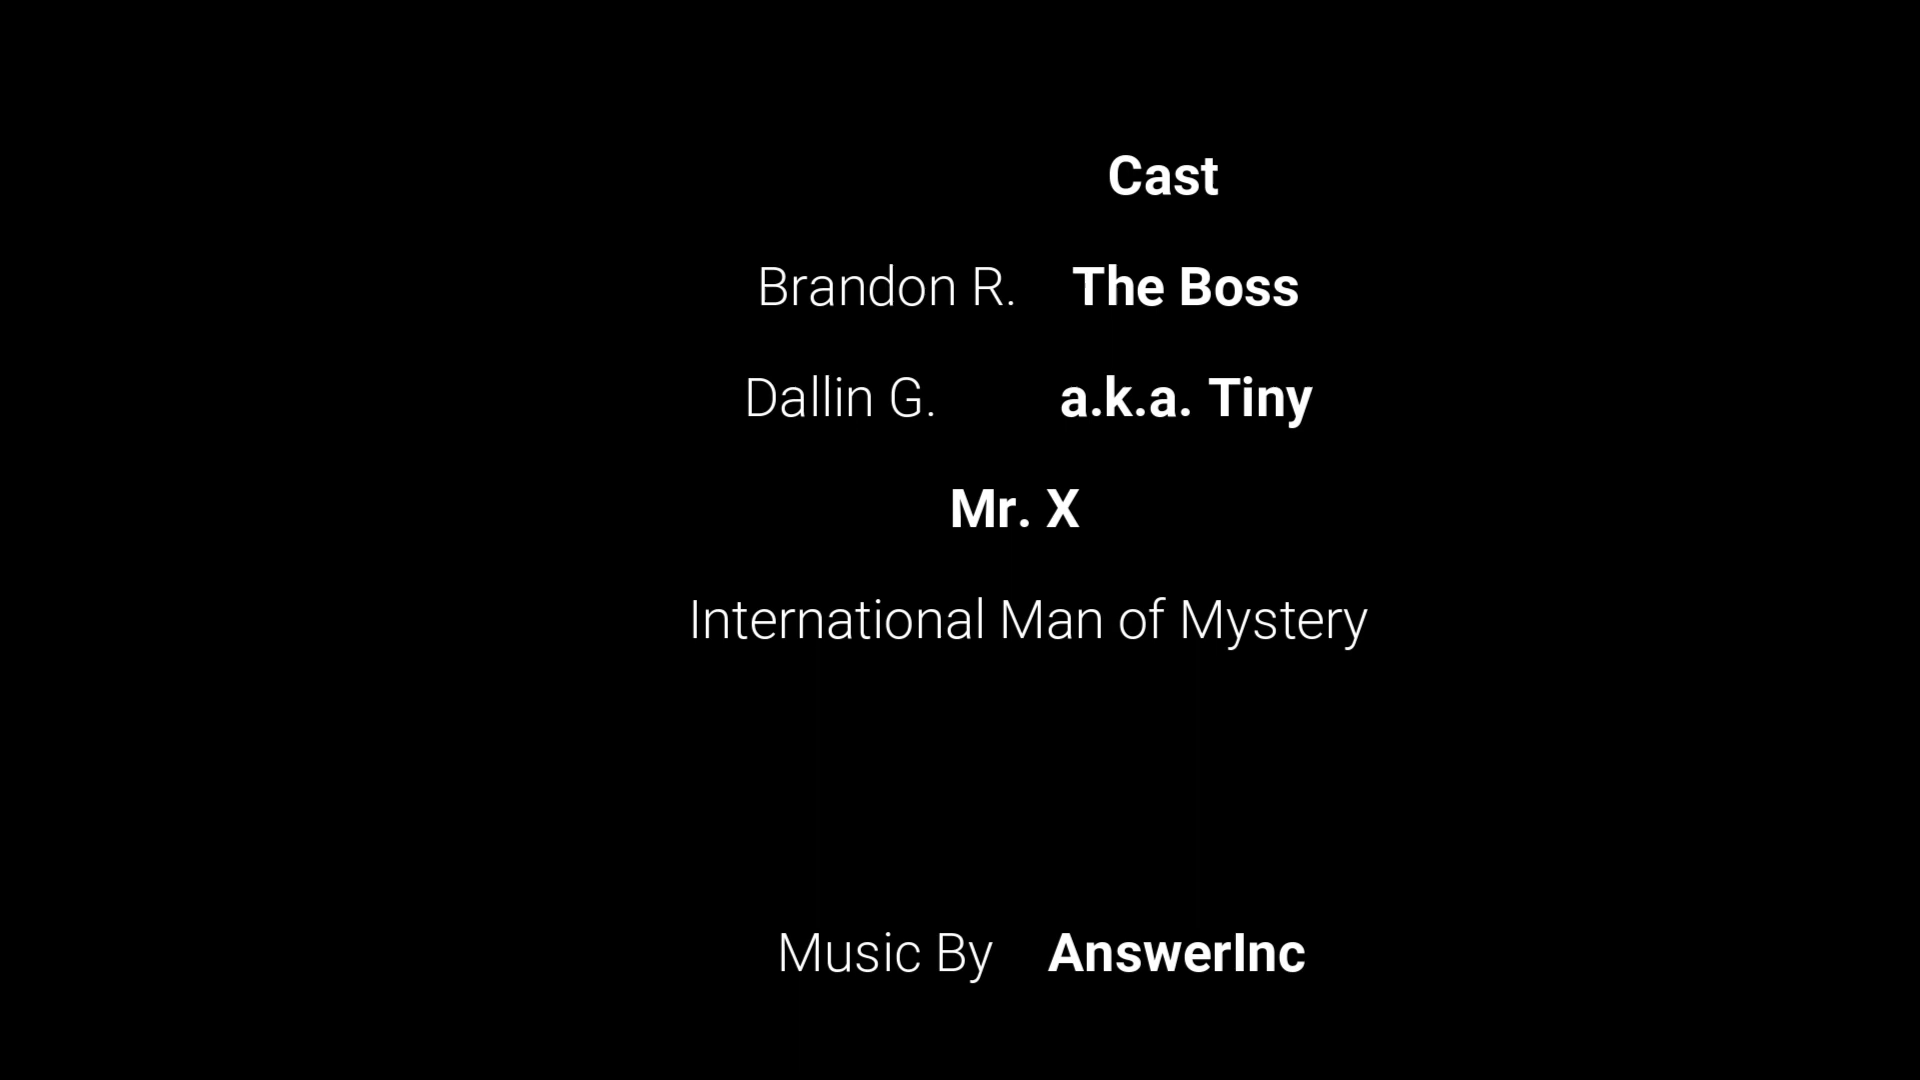 Cast
Brandon R. The Boss
Dallin G. a.k.a. Tiny
Mr. X
International Man of Mystery
Music By AnswerInc